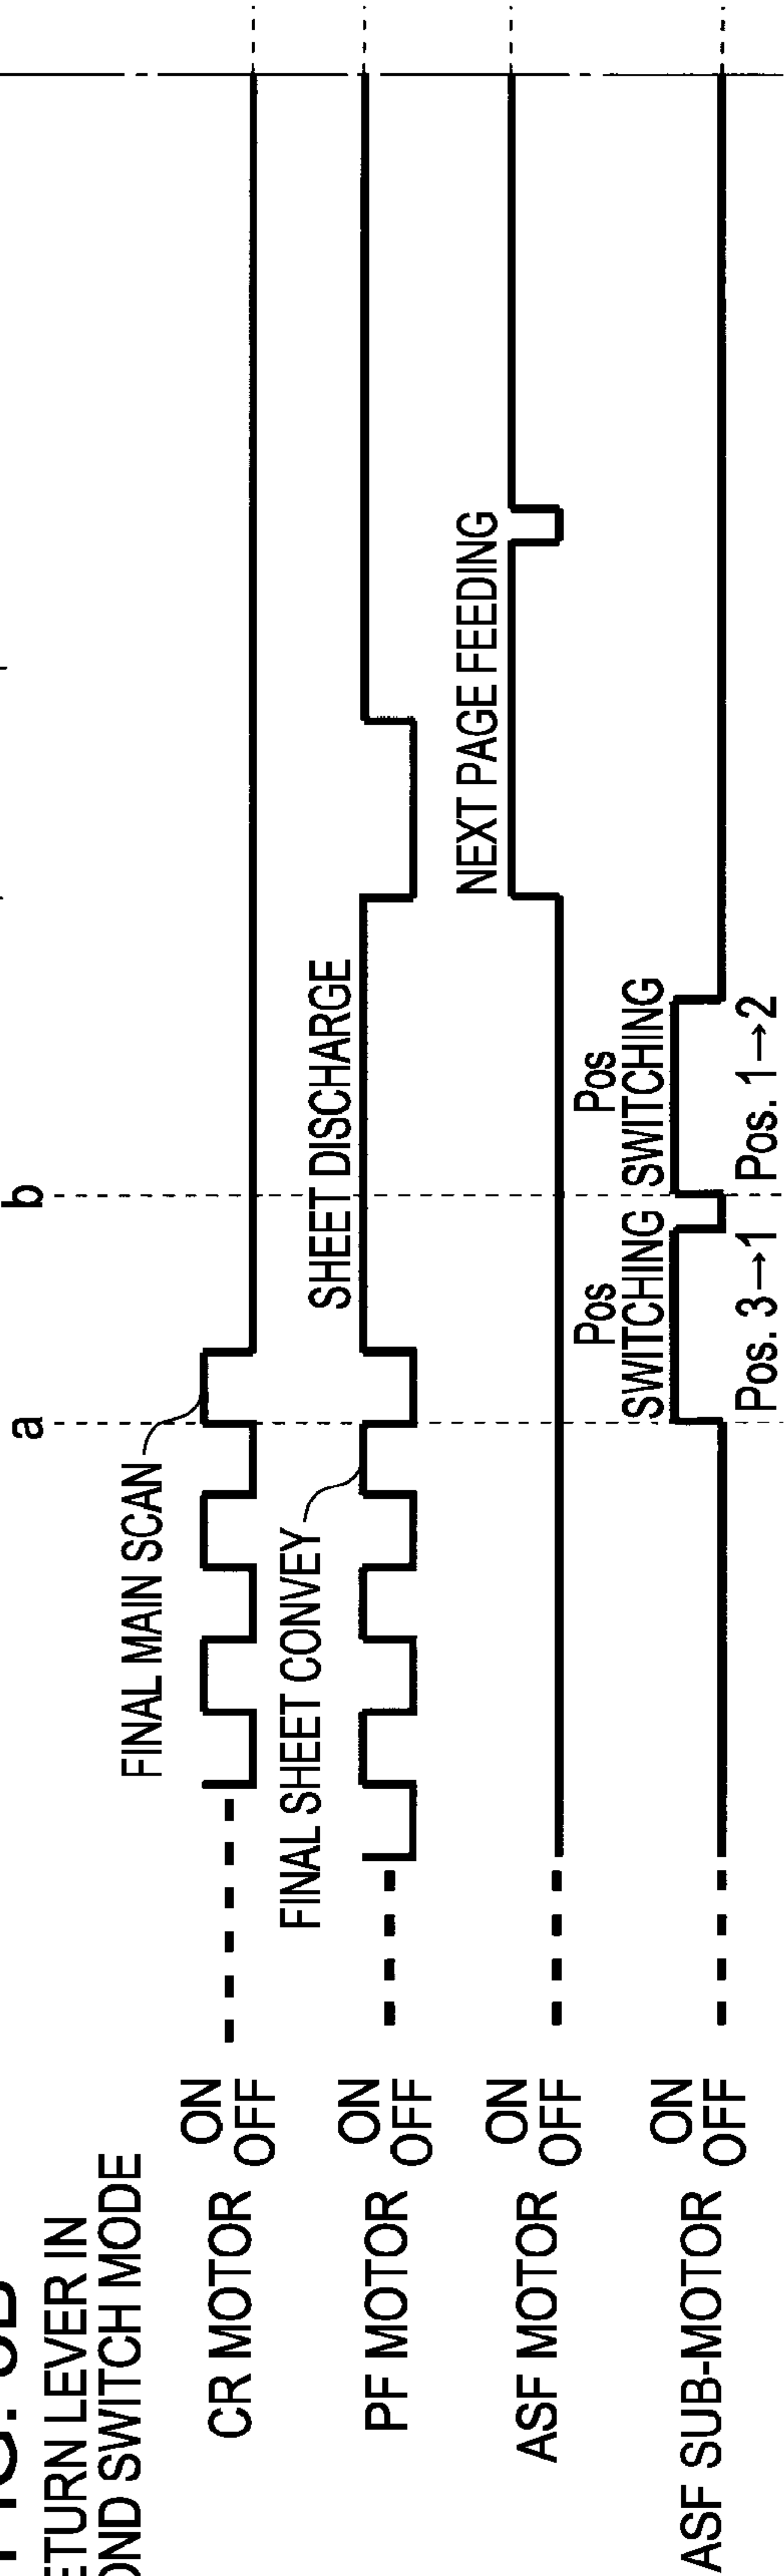 ETURN LEVER IN
OND SWITCH MODE
a
b
FINAL MAIN SCAN
CR MOTOR
ON
OFF
FINAL SHEET CONVEY
SHEET DISCHARGE
PF MOTOR
ON
OFF
NEXT PAGE FEEDING
ASF MOTOR
ON
OFF
Pos
SWITCHING
Pos
SWITCHING
ASF SUB-MOTOR
ON
OFF
Pos. 3→1
Pos. 1→2